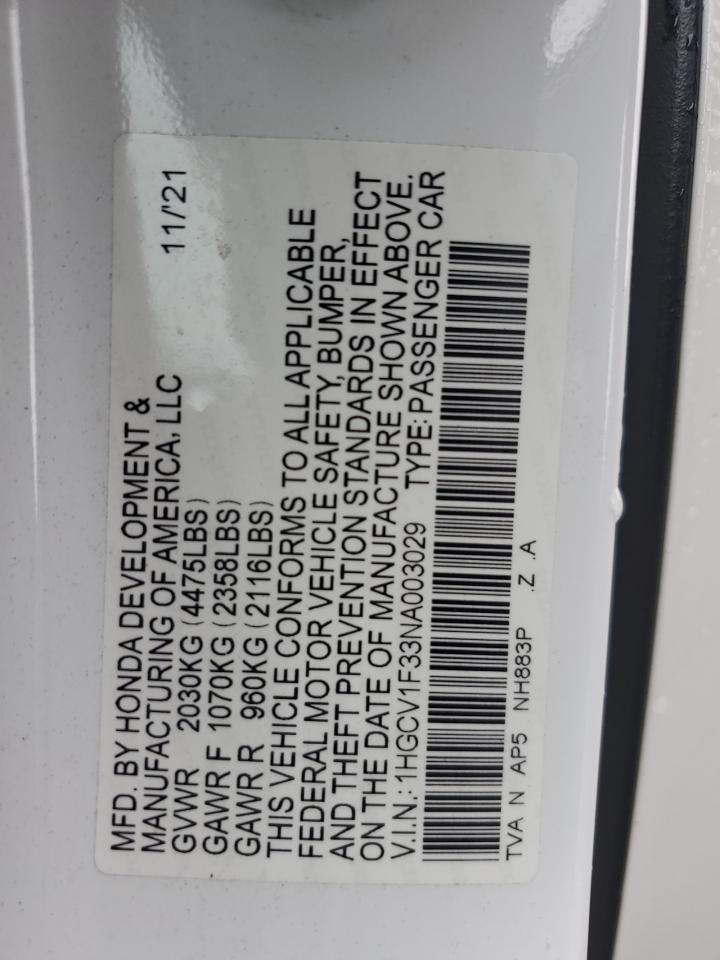 MFD. BY HONDA DEVELOPMENT &
MANUFACTURING OF AMERICA, LLC 11/'21
GVWR 2030KG (4475LBS)
GAWR F 1070KG (2358LBS)
GAWR R 960KG (2116LBS)
THIS VEHICLE CONFORMS TO ALL APPLICABLE
FEDERAL MOTOR VEHICLE SAFETY, BUMPER,
AND THEFT PREVENTION STANDARDS IN EFFECT
ON THE DATE OF MANUFACTURE SHOWN ABOVE.
V.I.N.: 1HGCV1F33NA003029 TYPE: PASSENGER CAR
TVA N AP5 NH883P .Z .A